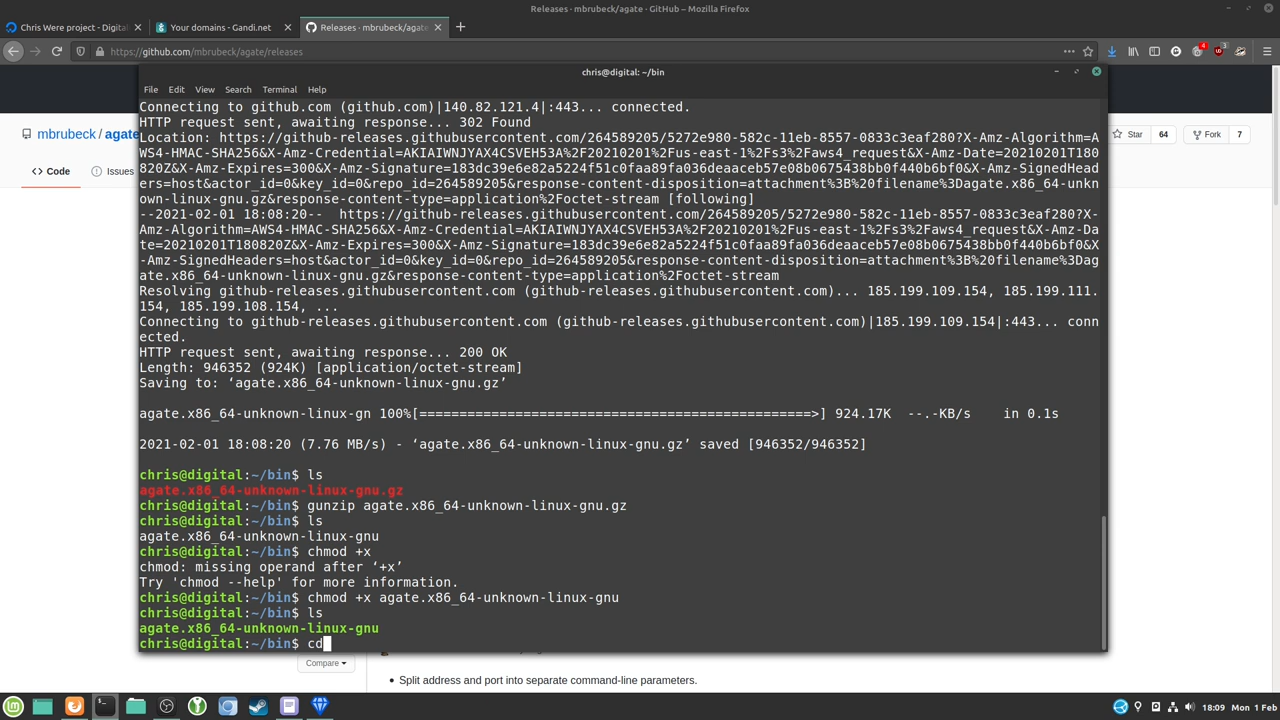 Releases · mbrubeck/agate · GitHub – Mozilla Firefox
Chris Were project - Digital
Your domains - Gandi.net
Releases · mbrubeck/agate
https://github.com/mbrubeck/agate/releases
4
3
mbrubeck / agate
Star 64
Fork 7
Code
Issues
chris@digital: ~/bin
File Edit View Search Terminal Help
Connecting to github.com (github.com)|140.82.121.4|:443... connected.
HTTP request sent, awaiting response... 302 Found
Location: https://github-releases.githubusercontent.com/264589205/5272e980-582c-11eb-8557-0833c3eaf280?X-Amz-Algorithm=A
WS4-HMAC-SHA256&X-Amz-Credential=AKIAIWNJYAX4CSVEH53A%2F20210201%2Fus-east-1%2Fs3%2Faws4_request&X-Amz-Date=20210201T180
820Z&X-Amz-Expires=300&X-Amz-Signature=183dc39e6e82a5224f51c0faa89fa036deaaceb57e08b0675438bb0f440b6bf0&X-Amz-SignedHead
ers=host&actor_id=0&key_id=0&repo_id=264589205&response-content-disposition=attachment%3B%20filename%3Dagate.x86_64-unkn
own-linux-gnu.gz&response-content-type=application%2Foctet-stream [following]
--2021-02-01 18:08:20-- https://github-releases.githubusercontent.com/264589205/5272e980-582c-11eb-8557-0833c3eaf280?X-
Amz-Algorithm=AWS4-HMAC-SHA256&X-Amz-Credential=AKIAIWNJYAX4CSVEH53A%2F20210201%2Fus-east-1%2Fs3%2Faws4_request&X-Amz-Da
te=20210201T180820Z&X-Amz-Expires=300&X-Amz-Signature=183dc39e6e82a5224f51c0faa89fa036deaaceb57e08b0675438bb0f440b6bf0&X
-Amz-SignedHeaders=host&actor_id=0&key_id=0&repo_id=264589205&response-content-disposition=attachment%3B%20filename%3Dag
ate.x86_64-unknown-linux-gnu.gz&response-content-type=application%2Foctet-stream
Resolving github-releases.githubusercontent.com (github-releases.githubusercontent.com)... 185.199.109.154, 185.199.111.
154, 185.199.108.154, ...
Connecting to github-releases.githubusercontent.com (github-releases.githubusercontent.com)|185.199.109.154|:443... conn
ected.
HTTP request sent, awaiting response... 200 OK
Length: 946352 (924K) [application/octet-stream]
Saving to: ‘agate.x86_64-unknown-linux-gnu.gz’
agate.x86_64-unknown-linux-gn 100%[=================================================>] 924.17K --.-KB/s in 0.1s
2021-02-01 18:08:20 (7.76 MB/s) - ‘agate.x86_64-unknown-linux-gnu.gz’ saved [946352/946352]
chris@digital:~/bin$ ls
agate.x86_64-unknown-linux-gnu.gz
chris@digital:~/bin$ gunzip agate.x86_64-unknown-linux-gnu.gz
chris@digital:~/bin$ ls
agate.x86_64-unknown-linux-gnu
chris@digital:~/bin$ chmod +x
chmod: missing operand after ‘+x’
Try 'chmod --help' for more information.
chris@digital:~/bin$ chmod +x agate.x86_64-unknown-linux-gnu
chris@digital:~/bin$ ls
agate.x86_64-unknown-linux-gnu
chris@digital:~/bin$ cd
Compare
• Split address and port into separate command-line parameters.
18:09 Mon 1 Feb